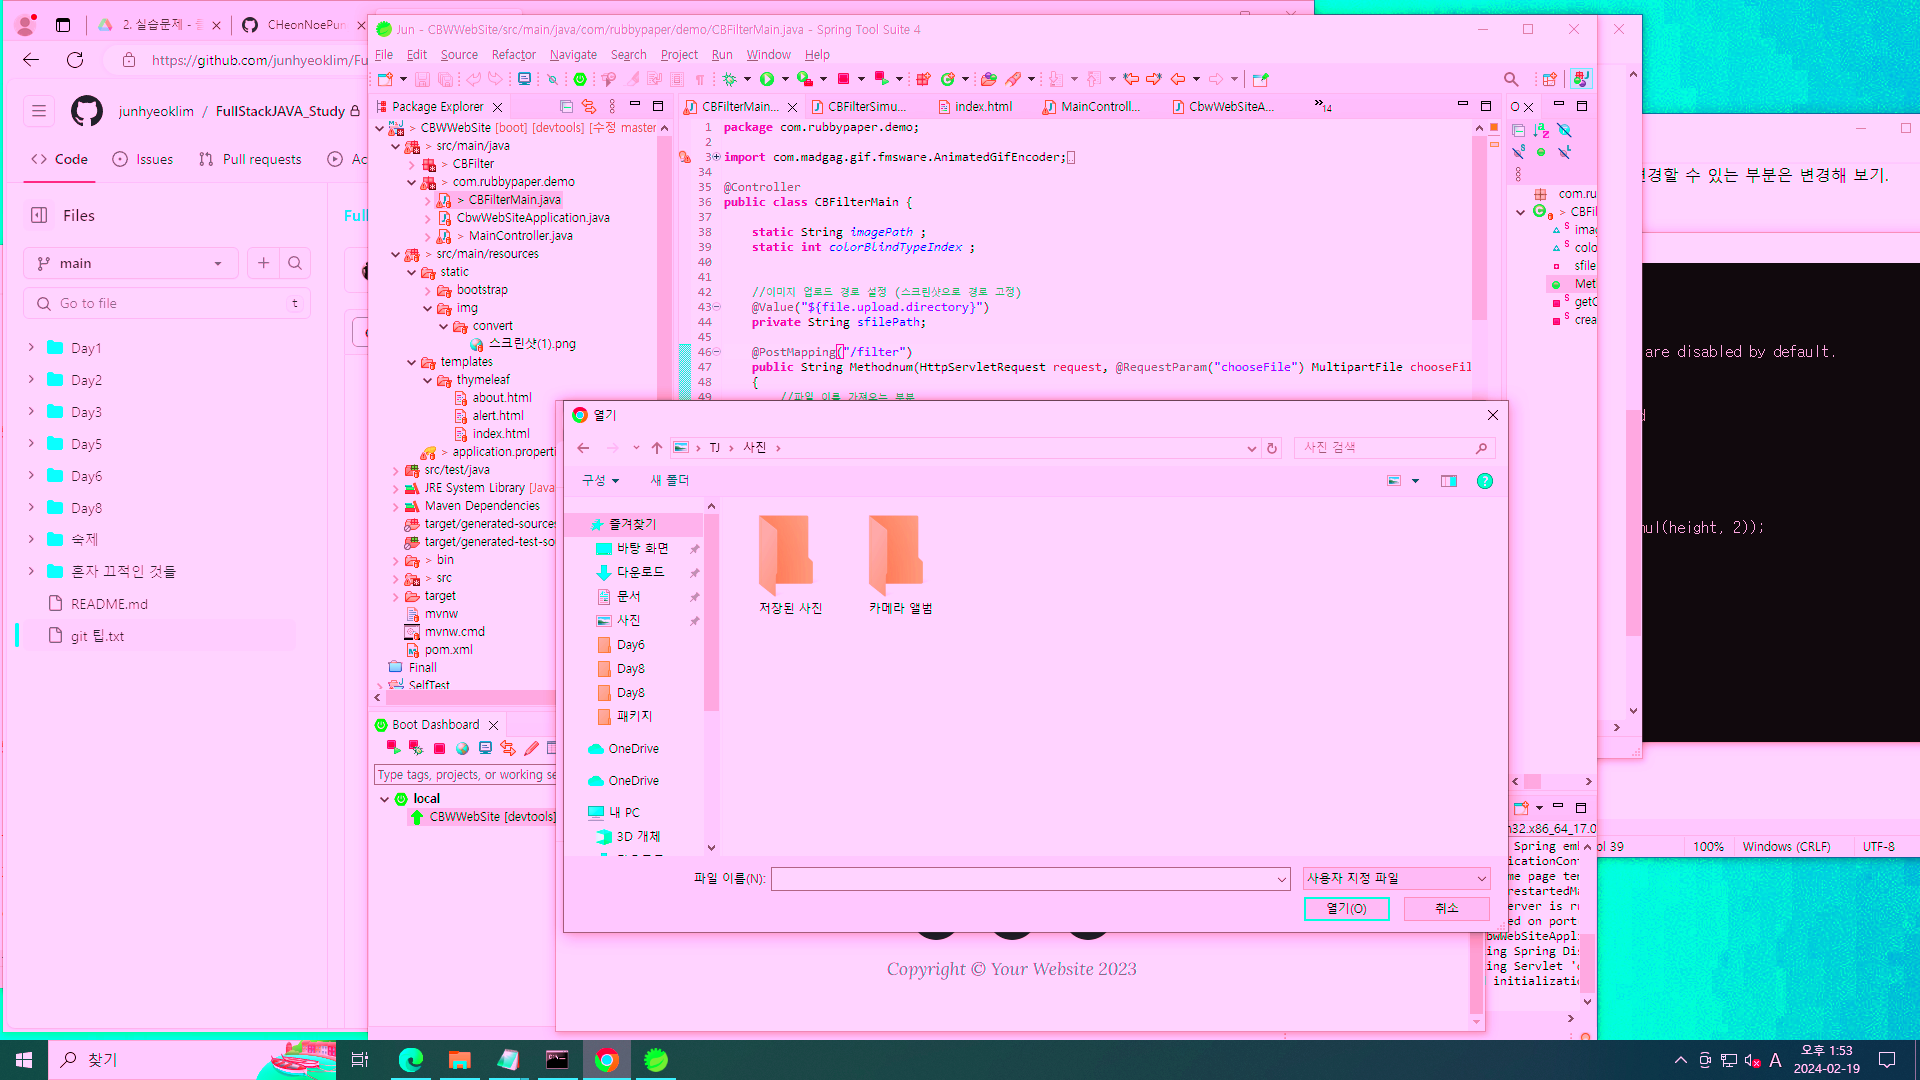 2. 실습문제 -
CHeonNoePun
https://github.com/junhyeoklim/Fu
junhyeoklim / FullStackJAVA_Study
Code
Issues
Pull requests
Ac
Files
Full
main
Go to file
t
Day1
Day2
Day3
Day5
Day6
Day8
숙제
혼자 끄적인 것들
README.md
git 팁.txt
Jun - CBWWebSite/src/main/java/com/rubbypaper/demo/CBFilterMain.java - Spring Tool Suite 4
File Edit Source Refactor Navigate Search Project Run Window Help
Package Explorer
> CBWWebSite [boot] [devtools] [수정 master
> src/main/java
> CBFilter
> com.rubbypaper.demo
> CBFilterMain.java
CbwWebSiteApplication.java
> MainController.java
> src/main/resources
static
bootstrap
img
convert
스크린샷(1).png
templates
thymeleaf
about.html
alert.html
index.html
> application.properti
src/test/java
JRE System Library [Java
Maven Dependencies
target/generated-sources
target/generated-test-so
> bin
> src
target
mvnw
mvnw.cmd
pom.xml
Finall
SelfTest
Boot Dashboard
Type tags, projects, or working se
local
CBWWebSite [devtools]
CBFilterMain... CBFilterSimu... index.html MainControll... CbwWebSiteA... »14
1 package com.rubbypaper.demo;
2
3 import com.madgag.gif.fmsware.AnimatedGifEncoder;
34
35 @Controller
36 public class CBFilterMain {
37
38 static String imagePath ;
39 static int colorBlindTypeIndex ;
40
41
42 //이미지 업로드 경로 설정 (스크린샷으로 경로 고정)
43 @Value("${file.upload.directory}")
44 private String sfilePath;
45
46 @PostMapping("/filter")
47 public String Methodnum(HttpServletRequest request, @RequestParam("chooseFile") MultipartFile chooseFil
48 {
49 //파일 이름 가져오는 부분
O
com.ru
> CBFil
imag
colo
sfile
Met
getC
crea
변경할 수 있는 부분은 변경해 보기.
are disabled by default.
mul(height, 2));
열기
TJ > 사진 >
사진 검색
구성
새 폴더
즐겨찾기
바탕 화면
다운로드
문서
사진
Day6
Day8
Day8
패키지
OneDrive
OneDrive
내 PC
3D 개체
저장된 사진
카메라 앨범
파일 이름(N):
사용자 지정 파일
열기(O)
취소
Copyright © Your Website 2023
n32.x86_64_17.0
Spring emb
icationCont
me page tem
restartedMa
erver is ru
ed on port
bwWebSiteAppli
ing Spring Dis
ing Servlet 'd
initializatio
ol 39
100%
Windows (CRLF)
UTF-8
찾기
A
오후 1:53
2024-02-19